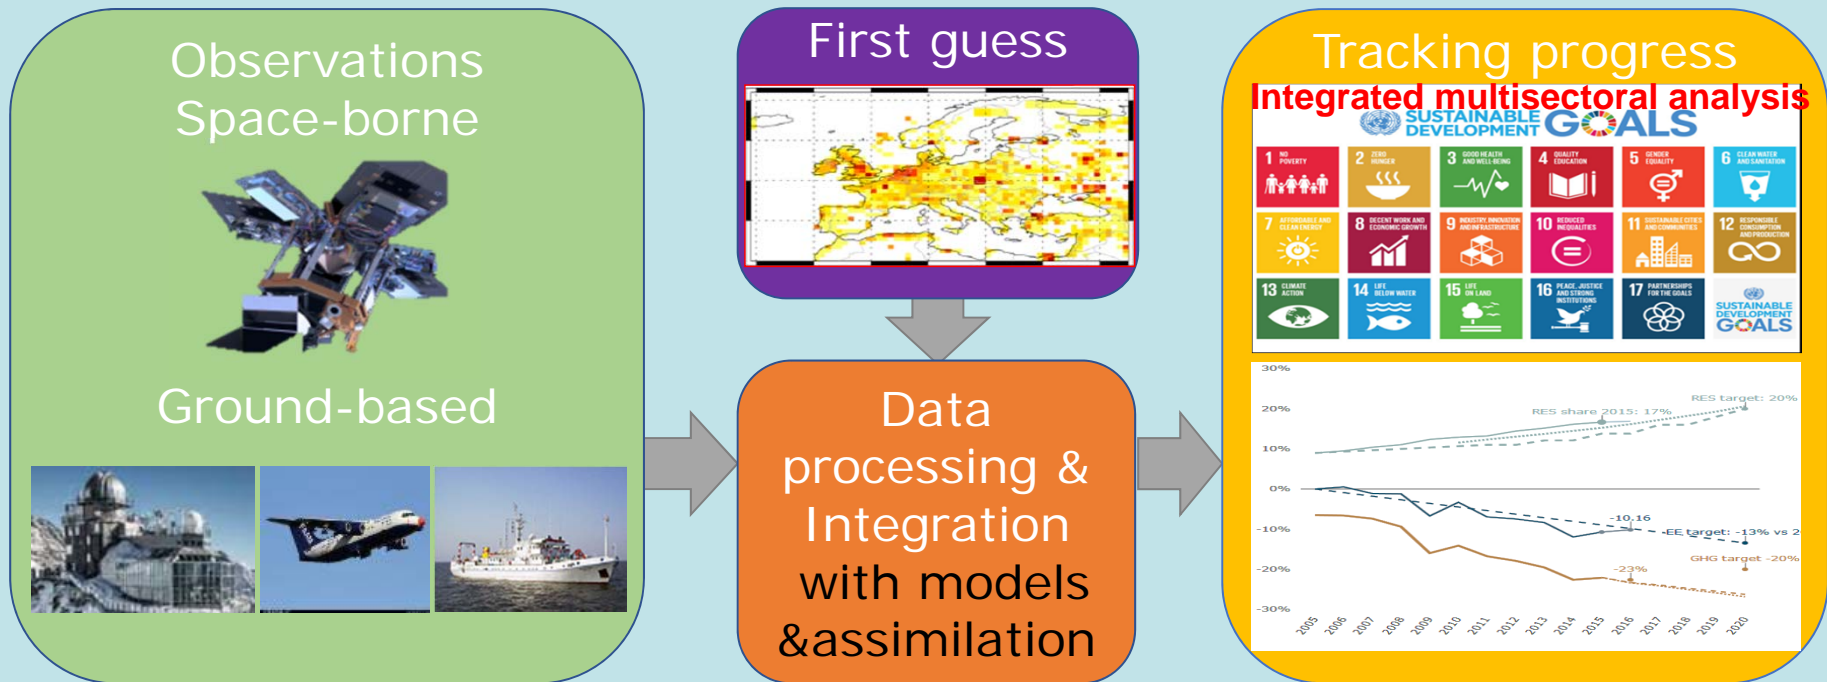 Observations
Space-borne
Ground-based
First guess
Data
processing &
Integration
with models
&assimilation
Tracking progress
Integrated multisectoral analysis
SUSTAINABLE
DEVELOPMENT
GOALS
1 NO
POVERTY
2 ZERO
HUNGER
3 GOOD HEALTH
AND WELL-BEING
4 QUALITY
EDUCATION
5 GENDER
EQUALITY
6 CLEAN WATER
AND SANITATION
7 AFFORDABLE AND
CLEAN ENERGY
8 DECENT WORK AND
ECONOMIC GROWTH
9 INDUSTRY, INNOVATION
AND INFRASTRUCTURE
10 REDUCED
INEQUALITIES
11 SUSTAINABLE CITIES
AND COMMUNITIES
12 RESPONSIBLE
CONSUMPTION
AND PRODUCTION
13 CLIMATE
ACTION
14 LIFE
BELOW WATER
15 LIFE
ON LAND
16 PEACE, JUSTICE
AND STRONG
INSTITUTIONS
17 PARTNERSHIPS
FOR THE GOALS
SUSTAINABLE
DEVELOPMENT
GOALS
30%
20%
10%
0%
-10%
-20%
-30%
RES target: 20%
RES share 2015: 17%
-10.16
EE target: -13% vs 2
GHG target -20%
-23%
2005
2006
2007
2008
2009
2010
2011
2012
2013
2014
2015
2016
2017
2018
2019
2020